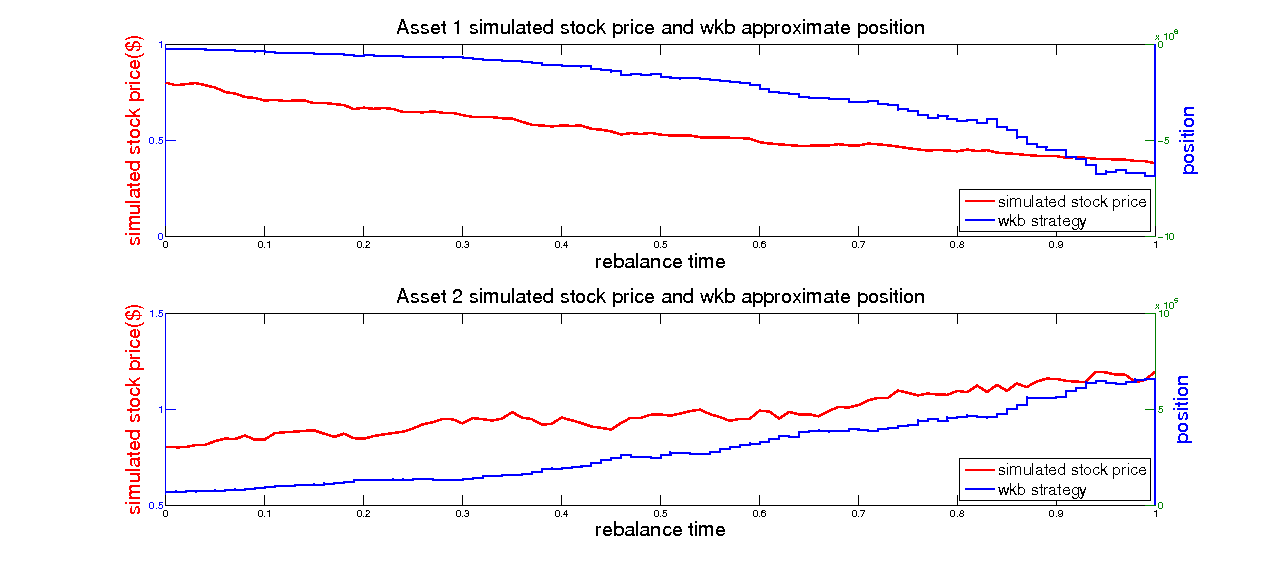 Asset 1 simulated stock price and wkb approximate position
simulated stock price($)
1
0.5
0
0 0.1 0.2 0.3 0.4 0.5 0.6 0.7 0.8 0.9 1
rebalance time
0
−5
−10
position
simulated stock price
wkb strategy
Asset 2 simulated stock price and wkb approximate position
simulated stock price($)
1.5
1
0.5
0 0.1 0.2 0.3 0.4 0.5 0.6 0.7 0.8 0.9 1
rebalance time
10
5
0
position
simulated stock price
wkb strategy